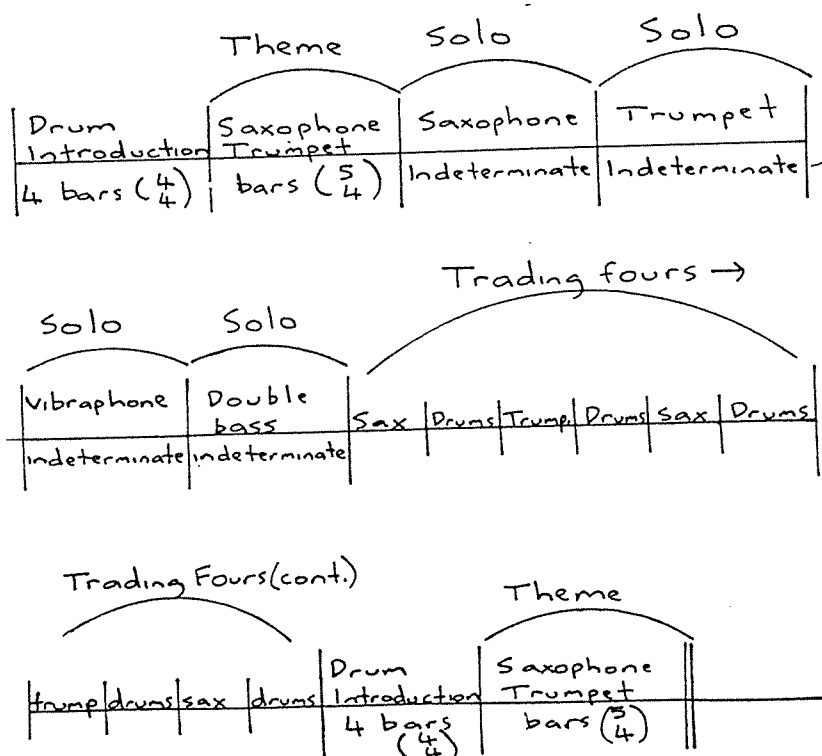 Theme Solo Solo
Drum Saxophone Saxophone Trumpet
Introduction Trumpet
4 bars (4/4) bars (5/4) Indeterminate Indeterminate
Trading fours →
Solo Solo
Vibraphone Double
bass Sax Drums Trump. Drums Sax Drums
indeterminate indeterminate
Trading Fours (cont.) Theme
Drum Saxophone
trump drums sax drums Introduction Trumpet
4 bars bars (5/4)
(4/4)